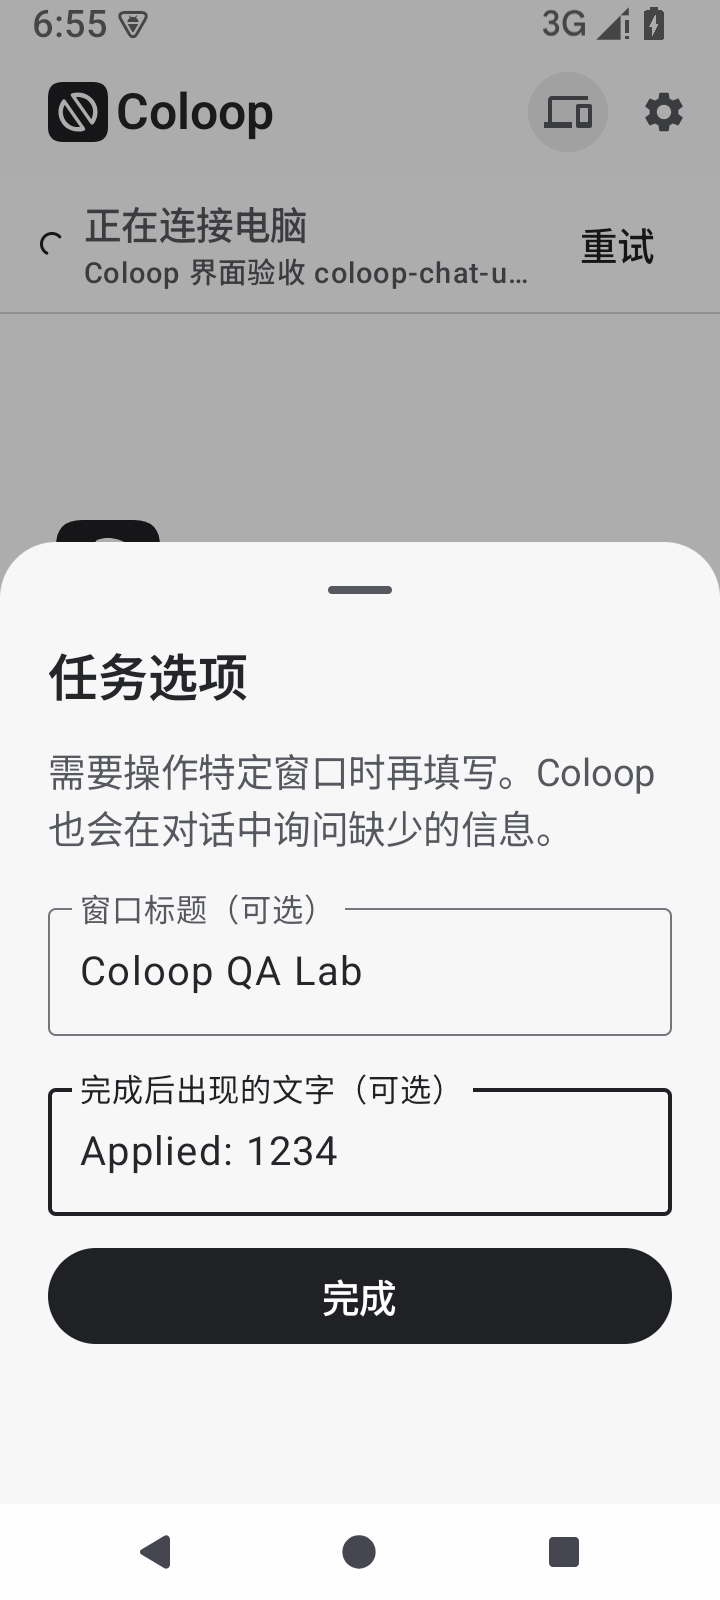 6:55
3G
Coloop
正在连接电脑
Coloop 界面验收 coloop-chat-u...
重试
任务选项
需要操作特定窗口时再填写。Coloop
也会在对话中询问缺少的信息。
窗口标题（可选）
Coloop QA Lab
完成后出现的文字（可选）
Applied: 1234
完成